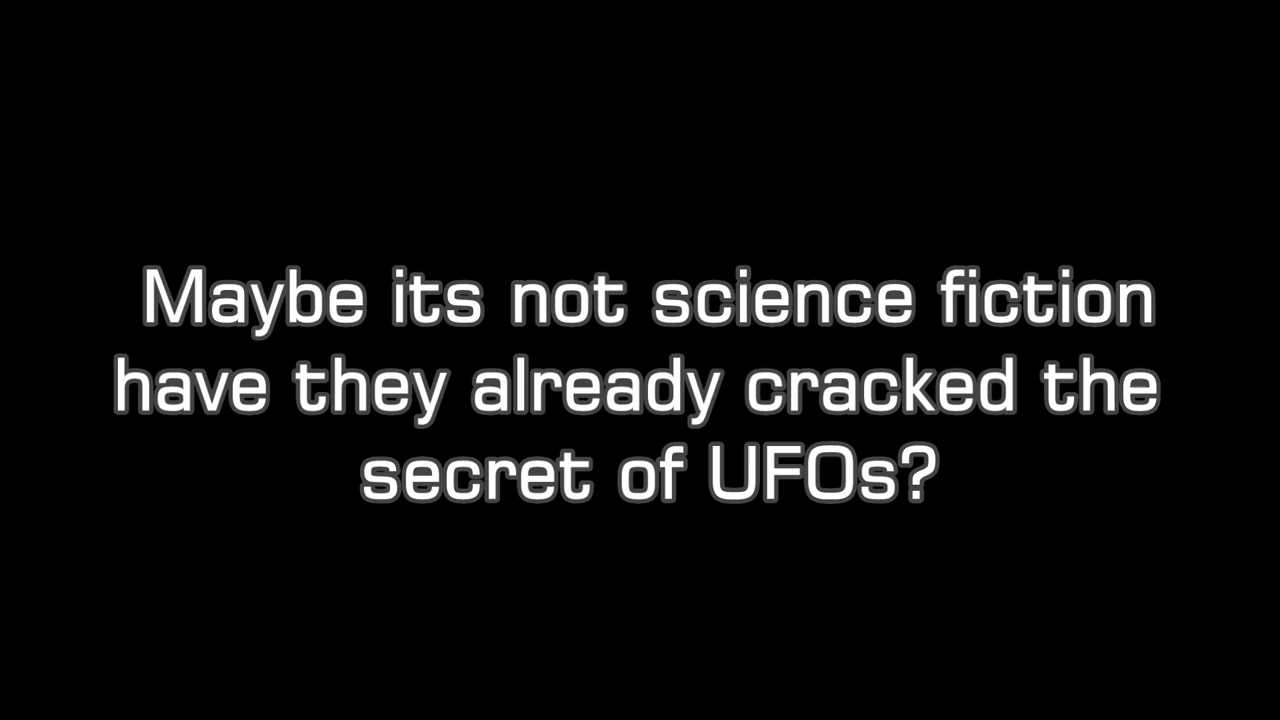 Maybe its not science fiction
have they already cracked the
secret of UFOs?